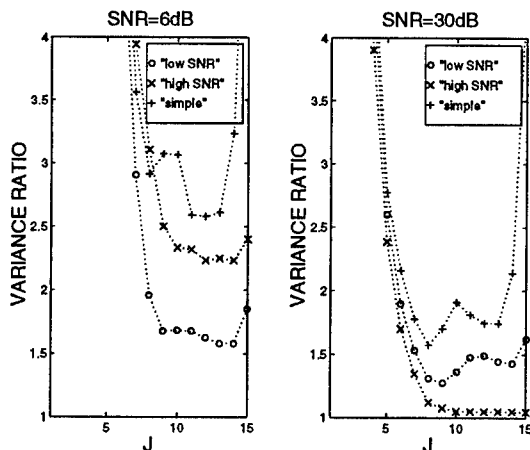 SNR=6dB
4
3.5
3
2.5
2
1.5
1
5
10
15
J
VARIANCE RATIO
"low SNR"
"high SNR"
"simple"
SNR=30dB
4
3.5
3
2.5
2
1.5
1
5
10
15
J
VARIANCE RATIO
"low SNR"
"high SNR"
"simple"